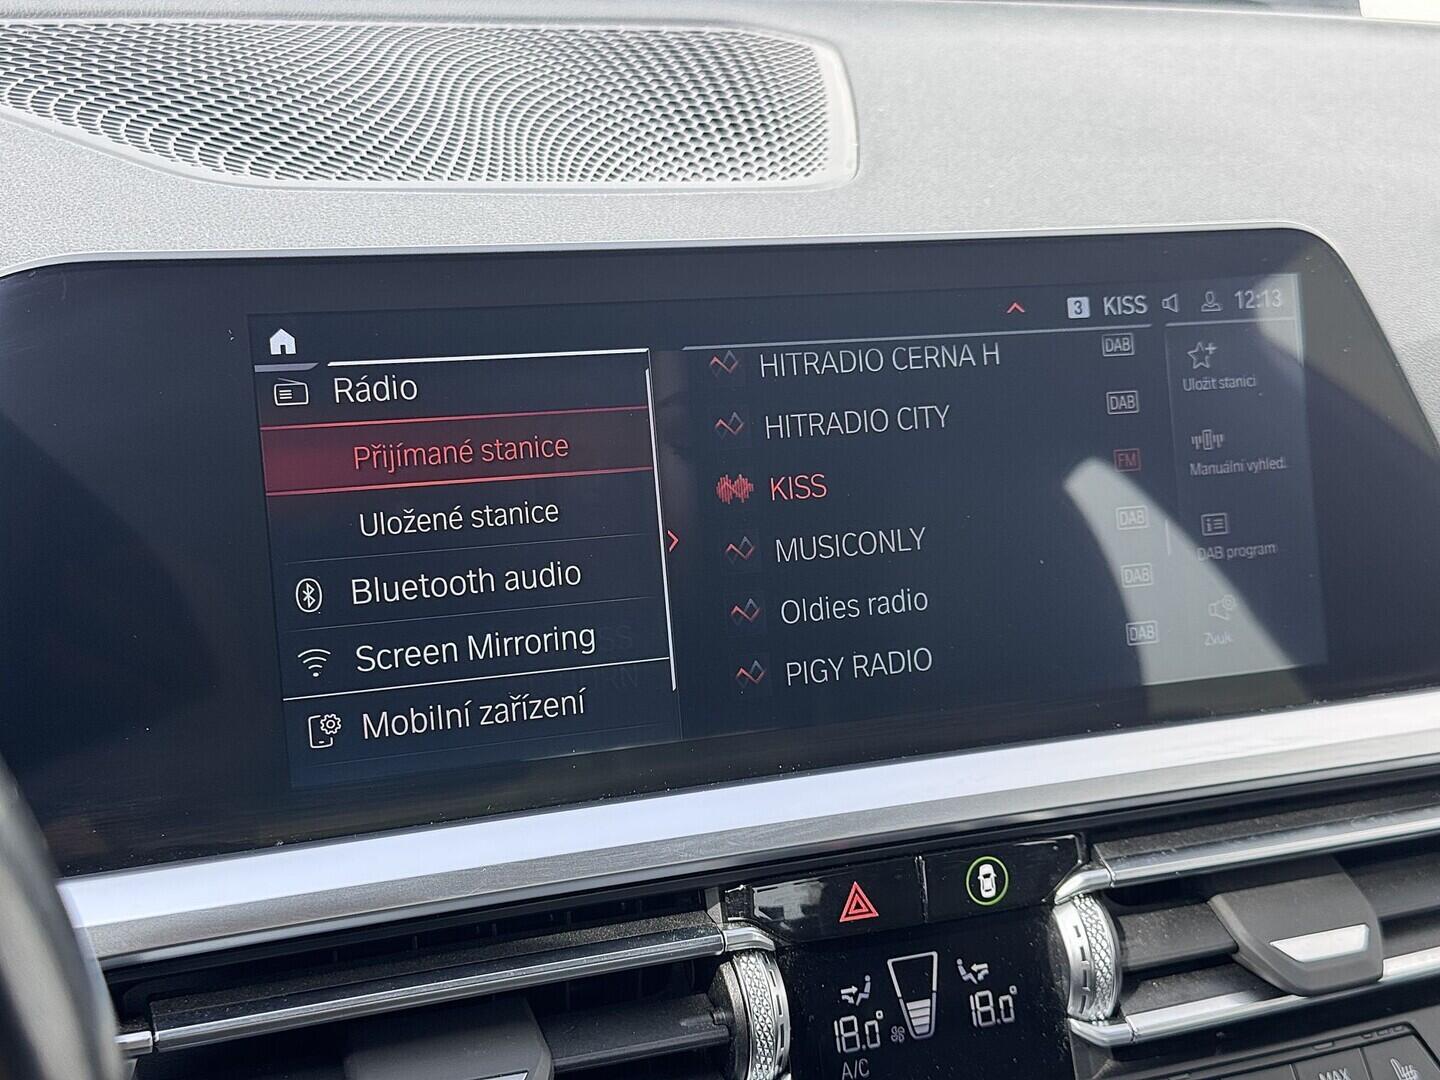 3 KISS 12:13
Rádio
Přijímané stanice
Uložené stanice
Bluetooth audio
Screen Mirroring
Mobilní zařízení
HITRADIO CERNA H DAB
HITRADIO CITY DAB
KISS FM
MUSICONLY DAB
Oldies radio DAB
PIGY RADIO DAB
Uložit stanici
Manuální vyhled.
DAB program
Zvuk
18.0° 18.0°
A/C
MAX